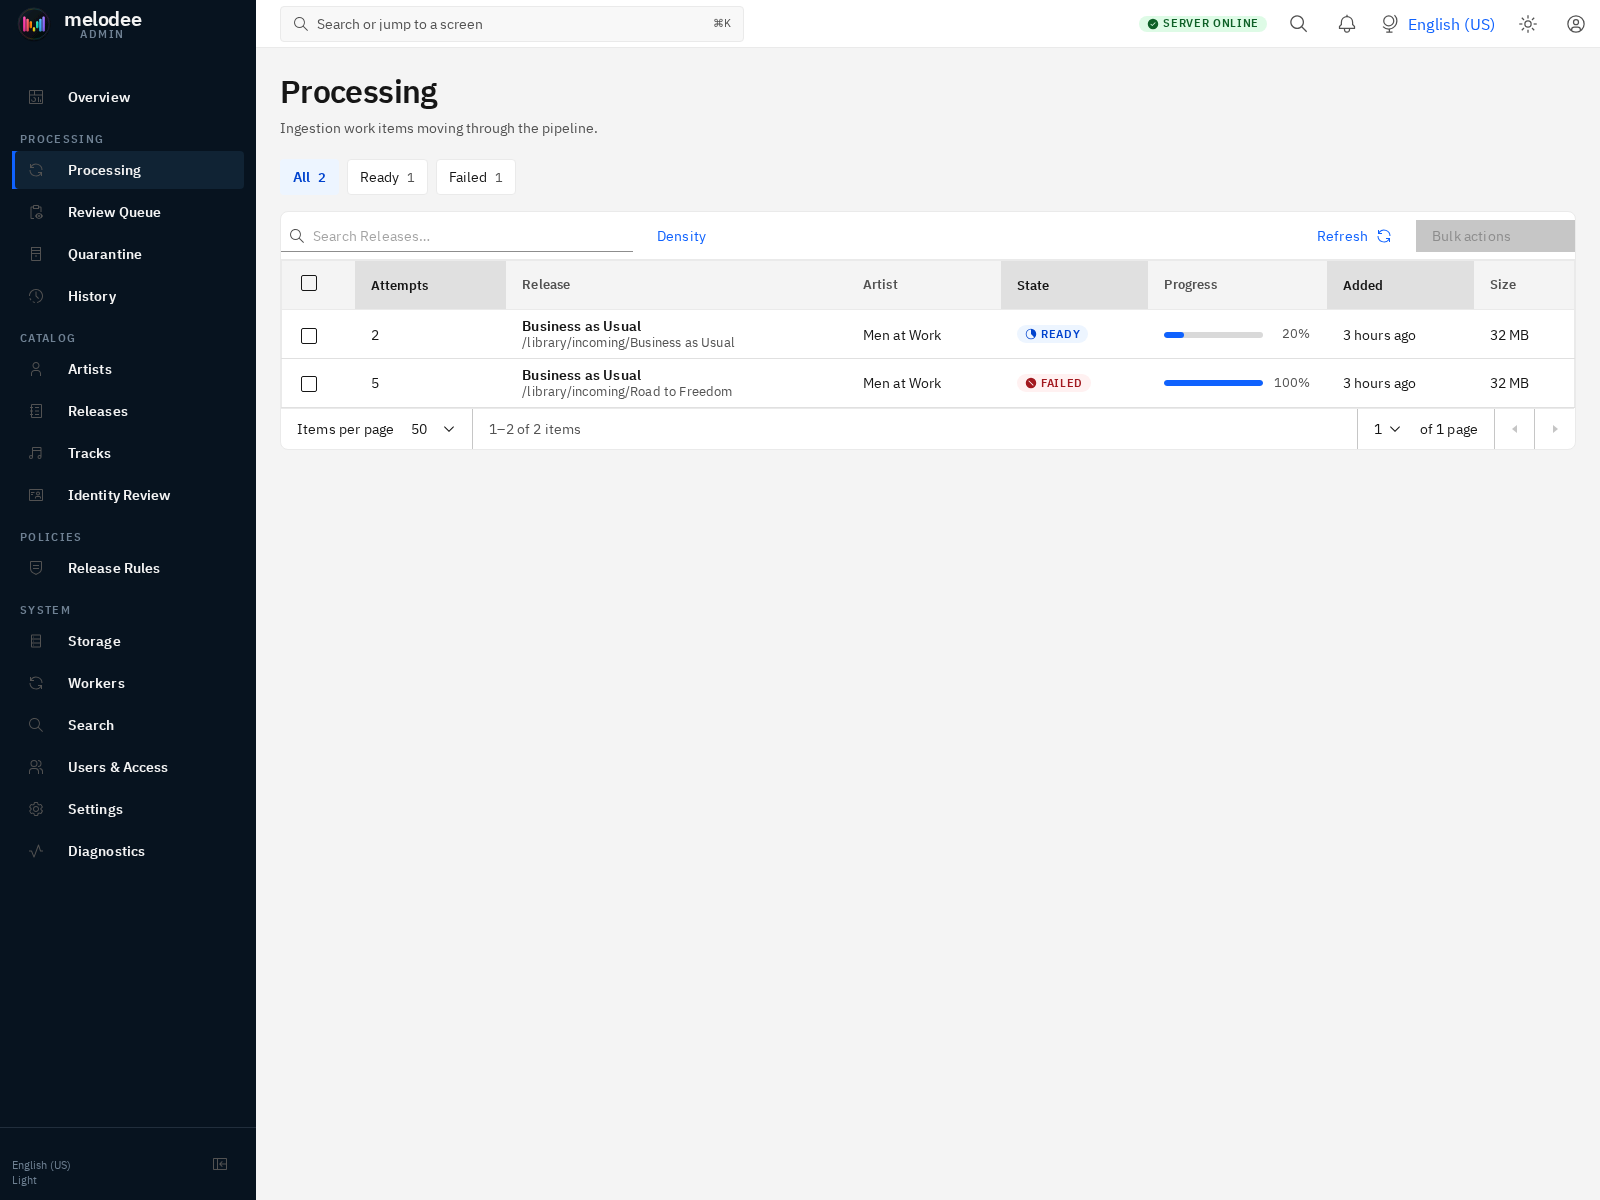 melodee
ADMIN
Search or jump to a screen
⌘K
SERVER ONLINE
English (US)
Overview
PROCESSING
Processing
Review Queue
Quarantine
History
CATALOG
Artists
Releases
Tracks
Identity Review
POLICIES
Release Rules
SYSTEM
Storage
Workers
Search
Users & Access
Settings
Diagnostics
English (US)
Light
Processing
Ingestion work items moving through the pipeline.
All 2
Ready 1
Failed 1
Search Releases...
Density
Refresh
Bulk actions
Attempts Release Artist State Progress Added Size
2 Business as Usual Men at Work READY 20% 3 hours ago 32 MB
/library/incoming/Business as Usual
5 Business as Usual Men at Work FAILED 100% 3 hours ago 32 MB
/library/incoming/Road to Freedom
Items per page 50 1–2 of 2 items 1 of 1 page